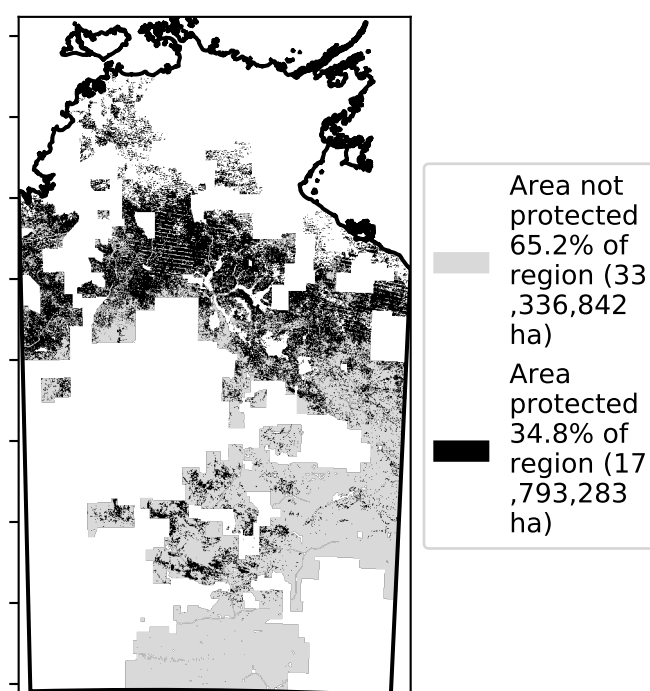 Area not
protected
65.2% of
region (33
,336,842
ha)
Area
protected
34.8% of
region (17
,793,283
ha)